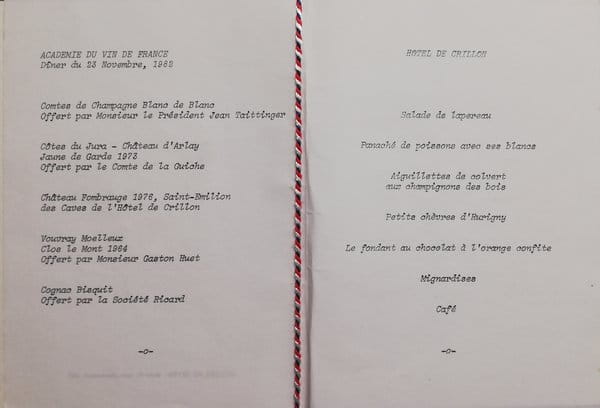 ACADEMIE DU VIN DE FRANCE
Dîner du 23 Novembre, 1982
Comtes de Champagne Blanc de Blanc
Offert par Monsieur le Président Jean Taittinger
Côtes du Jura - Château d'Arlay
Jaune de Garde 1973
Offert par le Comte de la Guiche
Château Fombrauge 1976, Saint-Emilion
des Caves de l'Hôtel de Crillon
Vouvray Moelleux
Clos le Mont 1964
Offert par Monsieur Gaston Huet
Cognac Bisquit
Offert par la Société Ricard
-o-
HOTEL DE CRILLON
Salade de lapereau
Panaché de poissons avec ses blancs
Aiguillettes de colvert
aux champignons des bois
Petits chèvres d'Hurigny
Le fondant au chocolat à l'orange confite
Mignardises
Café
-o-